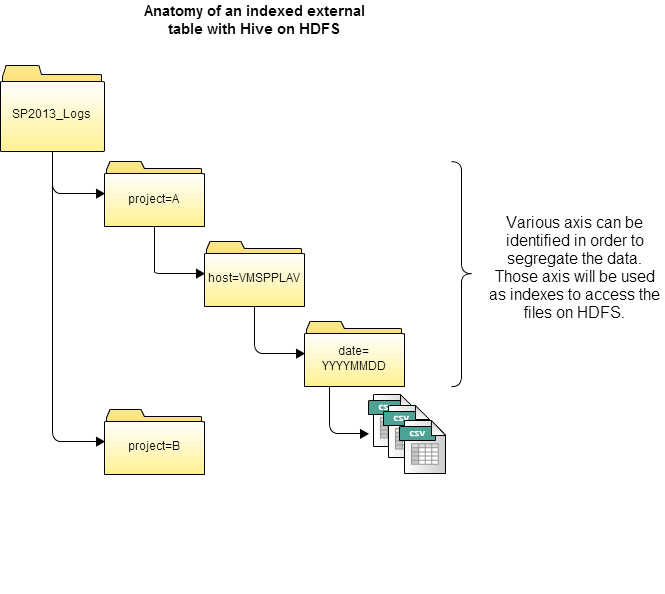 Anatomy of an indexed external
table with Hive on HDFS
SP2013_Logs
project=A
host=VMSPPLAV
date=
YYYYMMDD
CSV
CSV
project=B
Various axis can be
identified in order to
segregate the data.
Those axis will be used
as indexes to access the
files on HDFS.